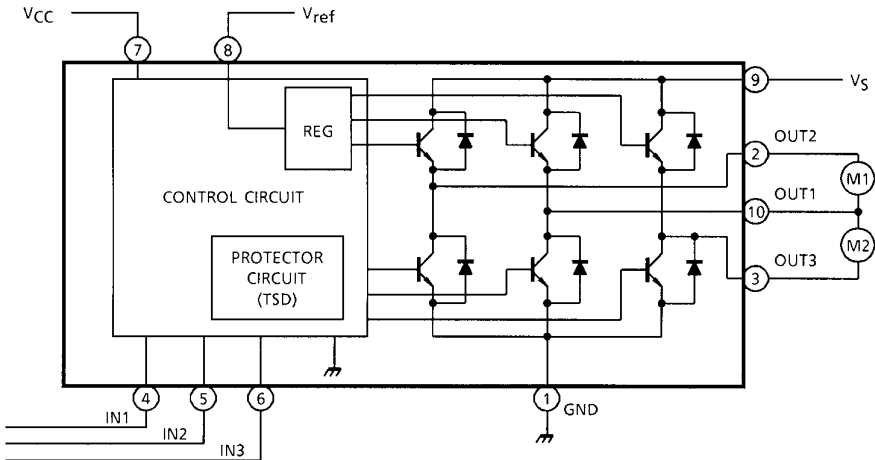 VCC
Vref
7
8
9
VS
REG
OUT2
2
M1
CONTROL CIRCUIT
OUT1
10
M2
PROTECTOR
CIRCUIT
(TSD)
OUT3
3
4
5
6
1
GND
IN1
IN2
IN3